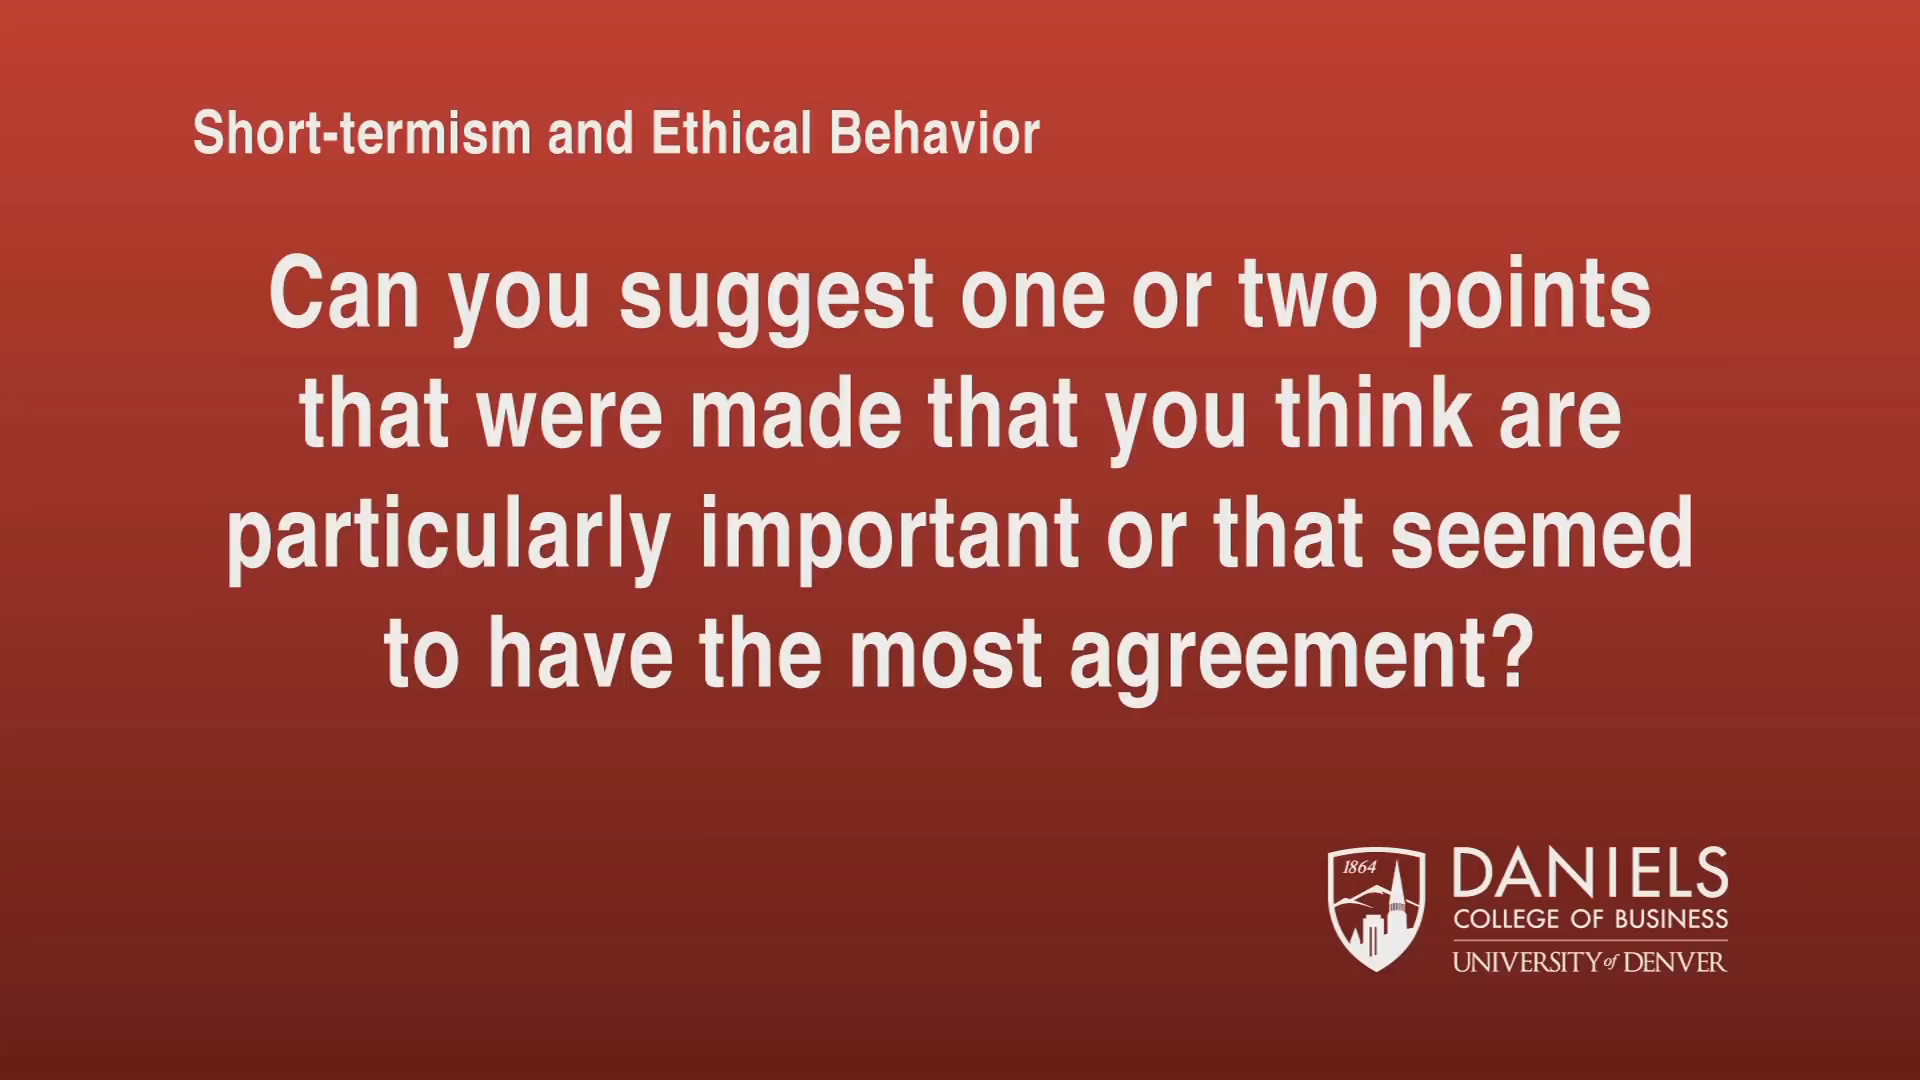 Short-termism and Ethical Behavior
Can you suggest one or two points
that were made that you think are
particularly important or that seemed
to have the most agreement?
1864
DANIELS
COLLEGE OF BUSINESS
UNIVERSITY of DENVER